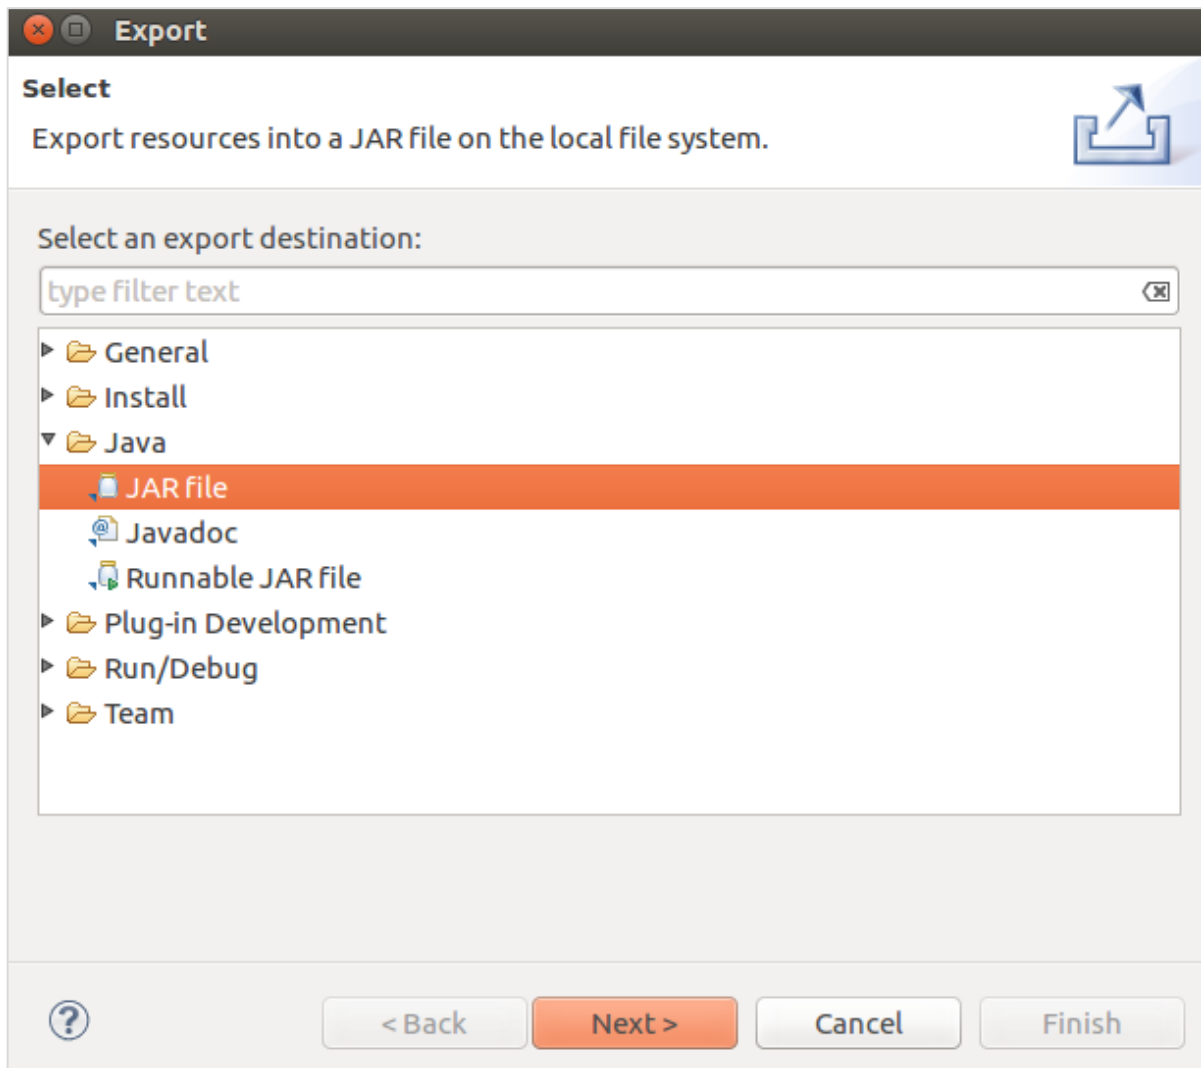 Export
Select
Export resources into a JAR file on the local file system.
Select an export destination:
type filter text
General
Install
Java
JAR file
Javadoc
Runnable JAR file
Plug-in Development
Run/Debug
Team
< Back Next > Cancel Finish